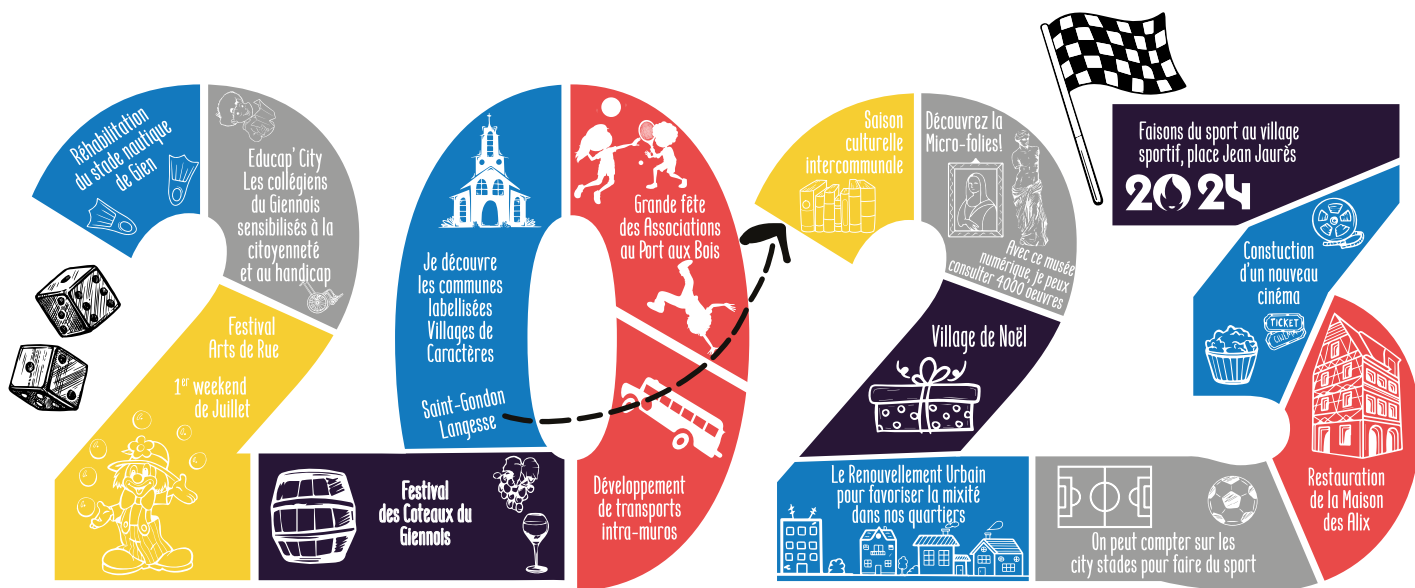 Réhabilitation
du stade nautique
de Gien
Educap' City
Les collégiens
du Giennois
sensibilisés à la
citoyenneté
et au handicap
Festival
Arts de Rue
1er weekend
de Juillet
Festival
des Coteaux du
Giennois
Je découvre
les communes
labellisées
Villages de
Caractères
Saint-Gondon
Langesse
Grande fête
des Associations
au Port aux Bois
Développement
de transports
intra-muros
Saison
culturelle
intercommunale
Découvrez la
Micro-folies!
Avec ce musée
numérique, je peux
consulter 4000 oeuvres
Village de Noël
Le Renouvellement Urbain
pour favoriser la mixité
dans nos quartiers
On peut compter sur les
city stades pour faire du sport
Faisons du sport au village
sportif, place Jean Jaurès
2024
Constuction
d'un nouveau
cinéma
TICKET
CINEMA
Restauration
de la Maison
des Alix